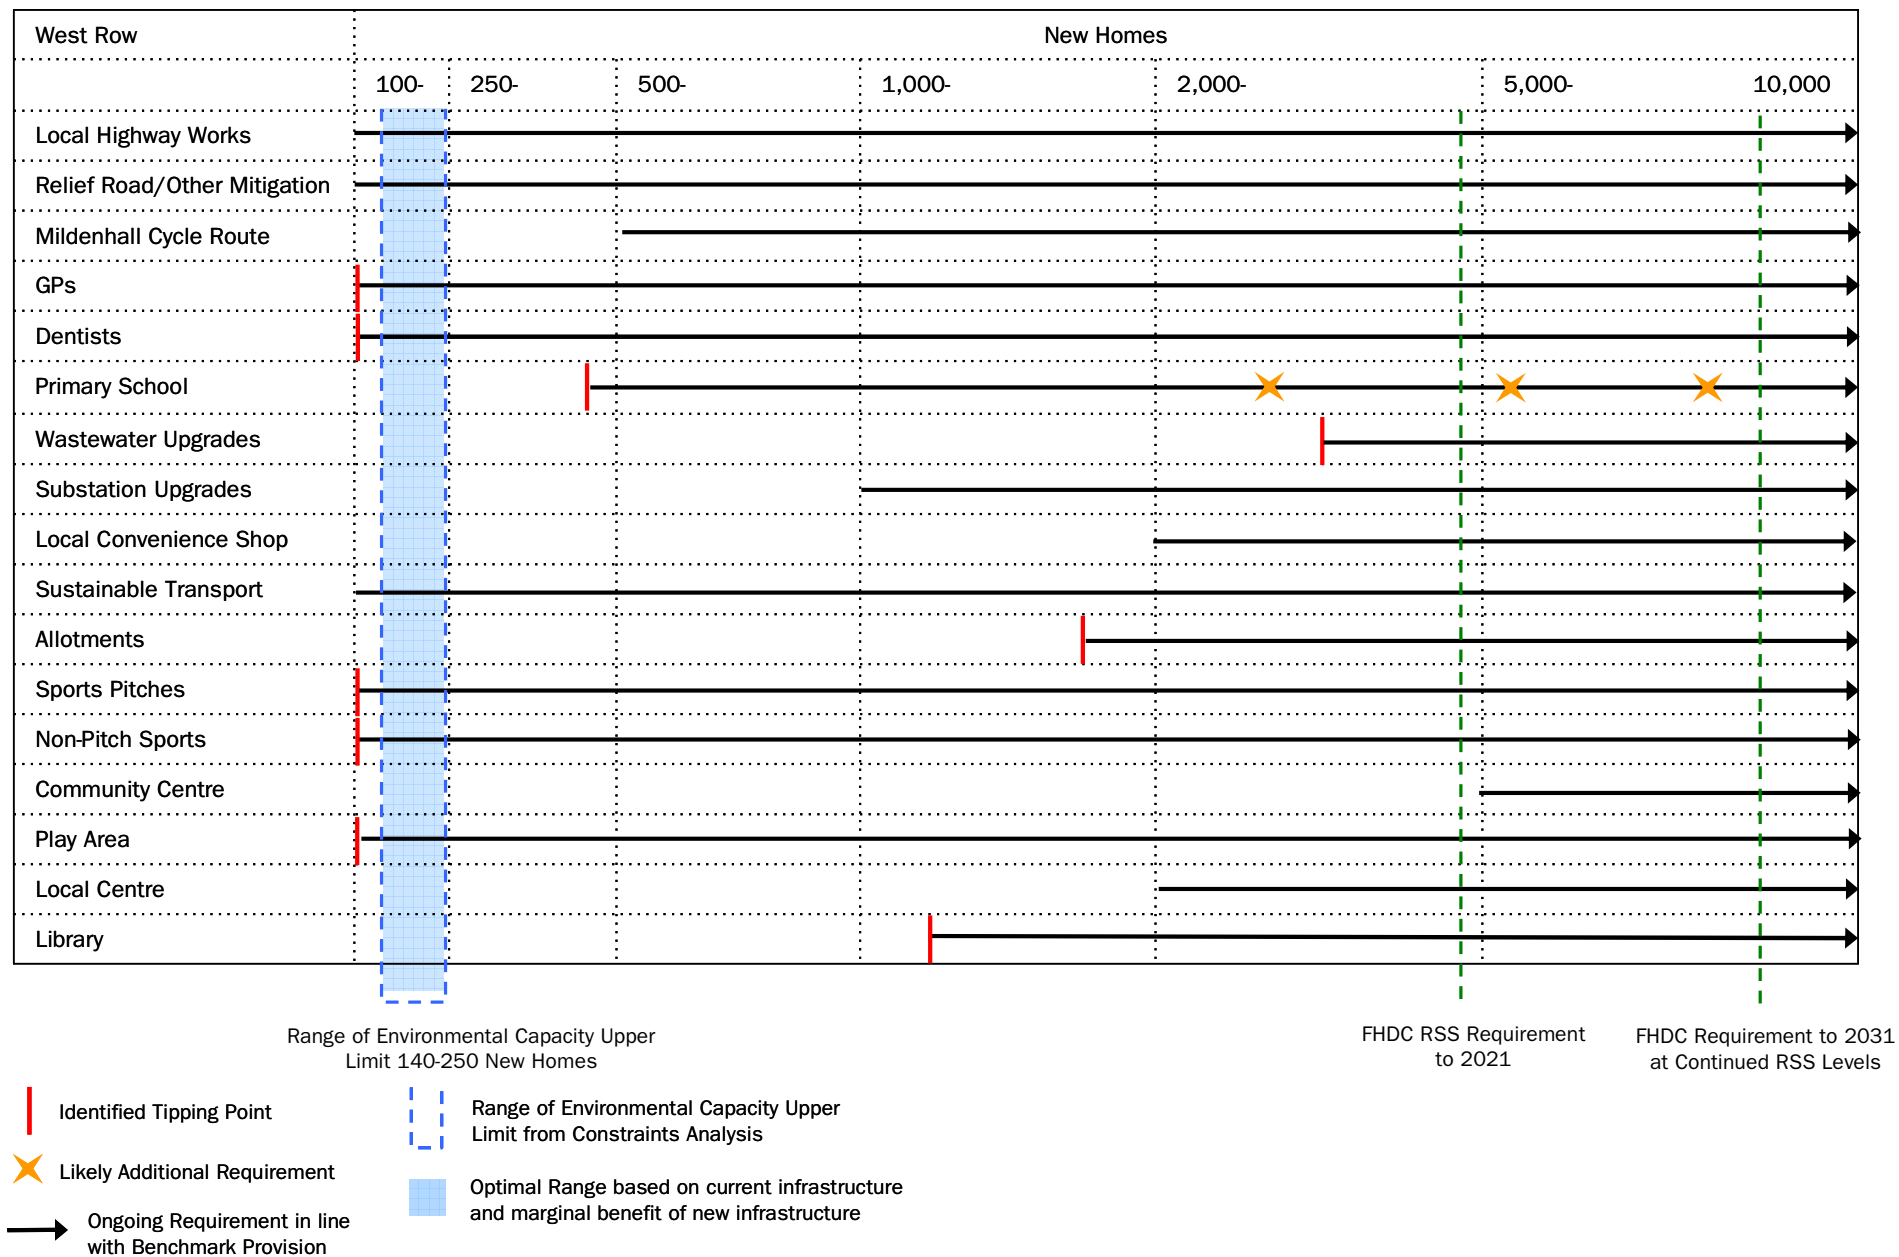 West Row
New Homes
100- 250- 500- 1,000- 2,000- 5,000- 10,000
Local Highway Works
Relief Road/Other Mitigation
Mildenhall Cycle Route
GPs
Dentists
Primary School
Wastewater Upgrades
Substation Upgrades
Local Convenience Shop
Sustainable Transport
Allotments
Sports Pitches
Non-Pitch Sports
Community Centre
Play Area
Local Centre
Library
Range of Environmental Capacity Upper
Limit 140-250 New Homes
FHDC RSS Requirement
to 2021
FHDC Requirement to 2031
at Continued RSS Levels
Identified Tipping Point
Likely Additional Requirement
Ongoing Requirement in line
with Benchmark Provision
Range of Environmental Capacity Upper
Limit from Constraints Analysis
Optimal Range based on current infrastructure
and marginal benefit of new infrastructure